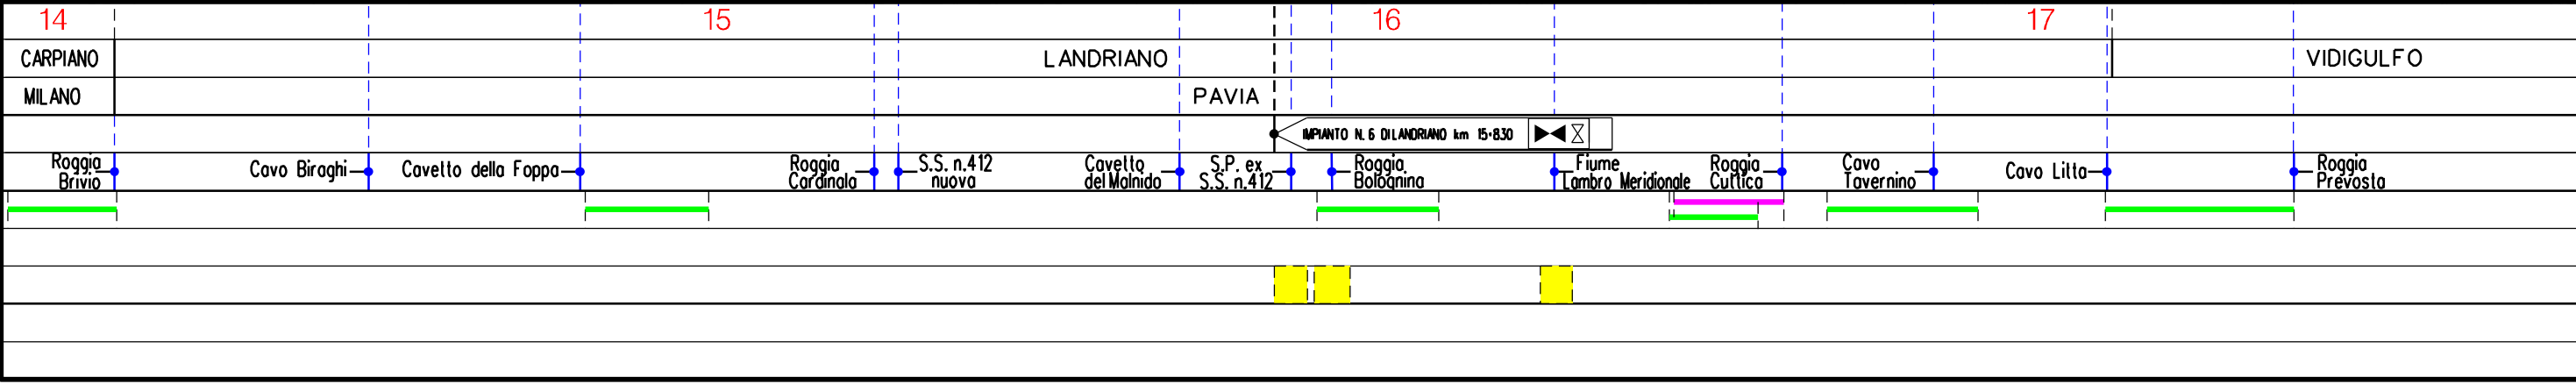 14 15 16 17
CARPIANO LANDRIANO VIDIGULFO
MILANO PAVIA
IMPIANTO N. 6 DI LANDRIANO km 15+830
Roggia
Brivio
Cavo Biraghi
Cavetto della Foppa
Roggia
Cardinala
S.S. n.412
nuova
Cavetto
del Malnido
S.P. ex
S.S. n.412
Roggia
Bolognina
Fiume
Lambro Meridionale
Roggia
Cuttica
Cavo
Tavernino
Cavo Litta
Roggia
Prevosta